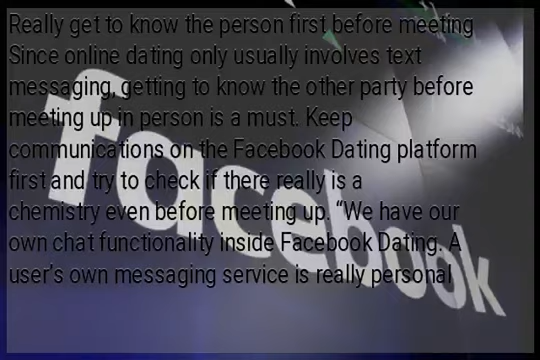 Really get to know the person first before meeting
Since online dating only usually involves text
messaging, getting to know the other party before
meeting up in person is a must. Keep
communications on the Facebook Dating platform
first and try to check if there really is a
chemistry even before meeting up. “We have our
own chat functionality inside Facebook Dating. A
user's own messaging service is really personal
facebook